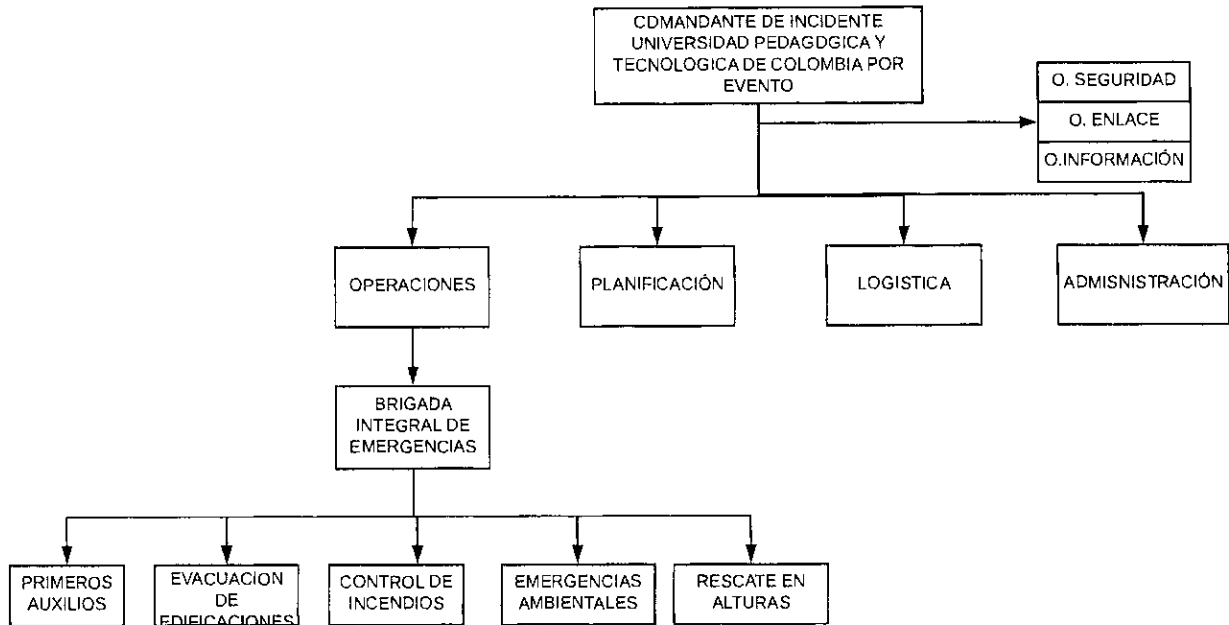 CDMANDANTE DE INCIDENTE
UNIVERSIDAD PEDAGDGICA Y
TECNOLOGICA DE COLOMBIA POR
EVENTO
O. SEGURIDAD
O. ENLACE
O.INFORMACIÓN
OPERACIONES
PLANIFICACIÓN
LOGISTICA
ADMISNISTRACIÓN
BRIGADA
INTEGRAL DE
EMERGENCIAS
PRIMEROS
AUXILIOS
EVACUACION
DE
EDIFICACIONES
CONTROL DE
INCENDIOS
EMERGENCIAS
AMBIENTALES
RESCATE EN
ALTURAS